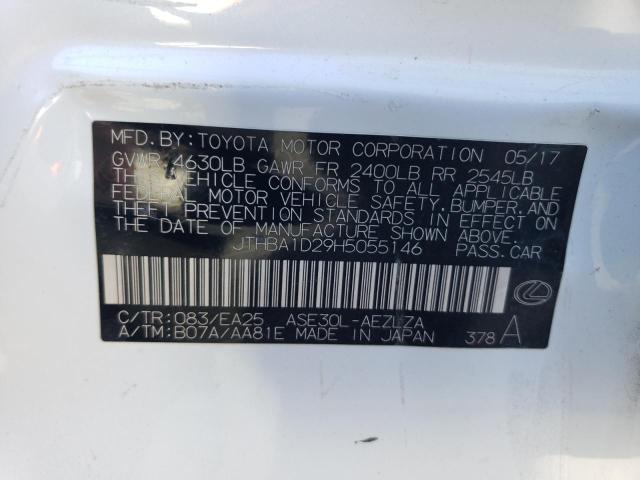 MFD.BY:TOYOTA MOTOR CORPORATION 05/17
GVWR 4630LB GAWR FR 2400LB RR 2545LB
THIS VEHICLE CONFORMS TO ALL APPLICABLE
FEDERAL MOTOR VEHICLE SAFETY,BUMPER,AND
THEFT PREVENTION STANDARDS IN EFFECT ON
THE DATE OF MANUFACTURE SHOWN ABOVE.
JTHBA1D29H5055146 PASS.CAR
C/TR:083/EA25 ASE30L-AEZLZA
A/TM:B07A/AA81E MADE IN JAPAN 378 A